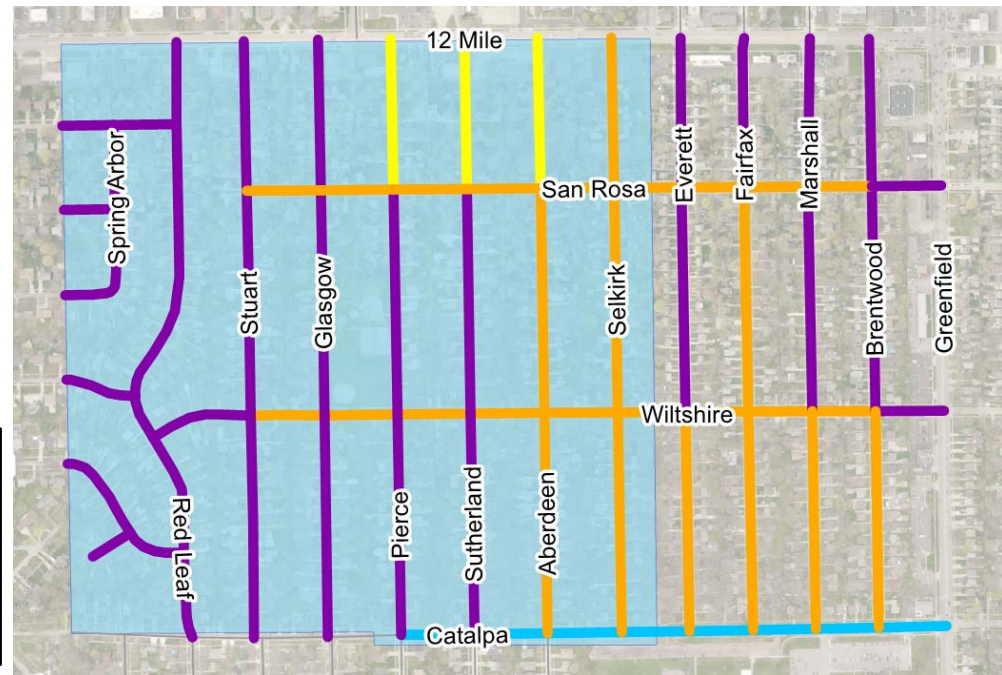 12 Mile
Spring Arbor
Everett
Fairfax
Marshall
San Rosa
Stuart
Glasgow
Selkirk
Brentwood
Greenfield
Wiltshire
Red Leaf
Pierce
Sutherland
Aberdeen
Catalpa